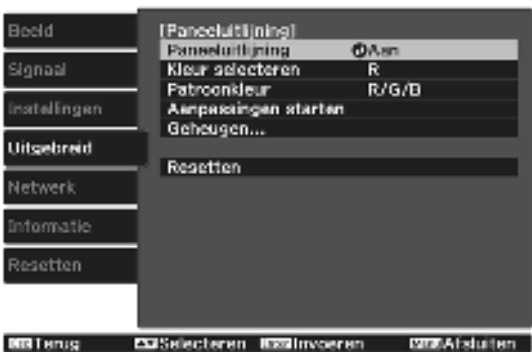 Beeld
Signaal
Instellingen
Uitgebreid
Netwerk
Informatie
Resetten
[Paneeluitlijning]
Paneeluitlijning Aan
Kleur selecteren R
Patroonkleur R/G/B
Aanpassingen starten
Geheugen...
Resetten
Terug Selecteren Invoeren Afsluiten